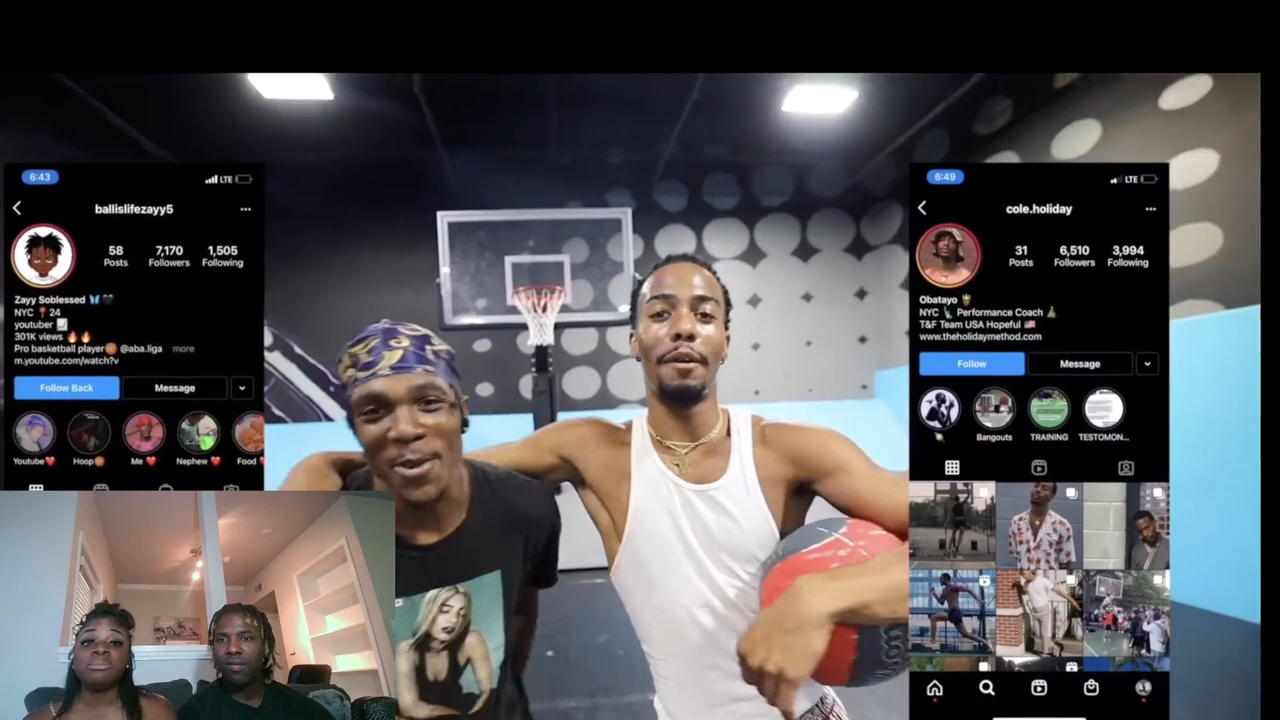 6:43
LTE
ballislifezayy5
58
7,170
1,505
Posts
Followers
Following
Zayy Soblessed 🦋🖤
NYC 📍24
youtuber 📈
301K views 🔥🔥
Pro basketball player🏀 @aba.liga more
m.youtube.com/watch?v
Follow Back
Message
Youtube❤️
Hoop🏀
Me ❤️
Nephew ❤️
Food
6:49
LTE
cole.holiday
31
6,510
3,994
Posts
Followers
Following
Obatayo
NYC 🗽 Performance Coach
T&F Team USA Hopeful 🇺🇸
www.theholidaymethod.com
Follow
Message
Bangouts
TRAINING
TESTOMON...